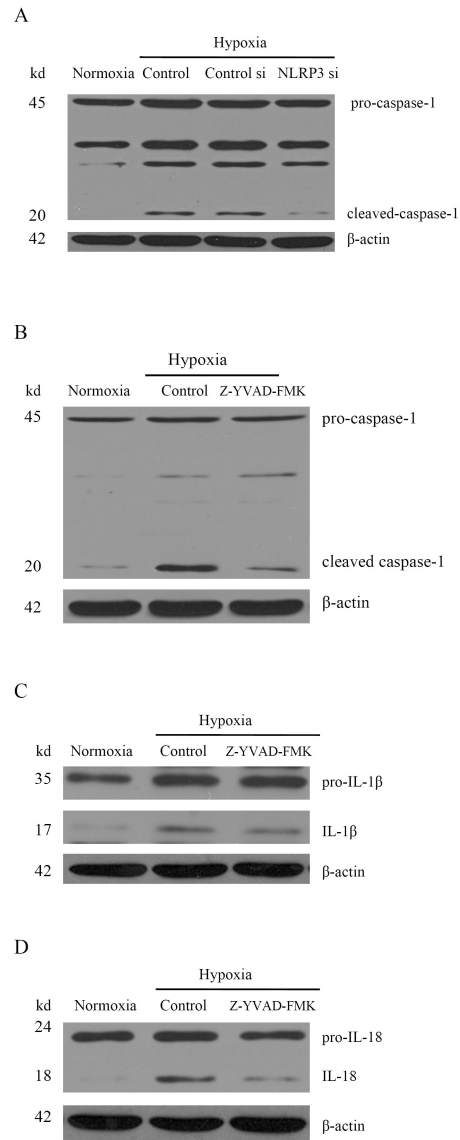 A
Hypoxia
kd Normoxia Control Control si NLRP3 si
45 pro-caspase-1
20 cleaved-caspase-1
42 β-actin
B
Hypoxia
kd Normoxia Control Z-YVAD-FMK
45 pro-caspase-1
20 cleaved caspase-1
42 β-actin
C
Hypoxia
kd Normoxia Control Z-YVAD-FMK
35 pro-IL-1β
17 IL-1β
42 β-actin
D
Hypoxia
kd Normoxia Control Z-YVAD-FMK
24 pro-IL-18
18 IL-18
42 β-actin